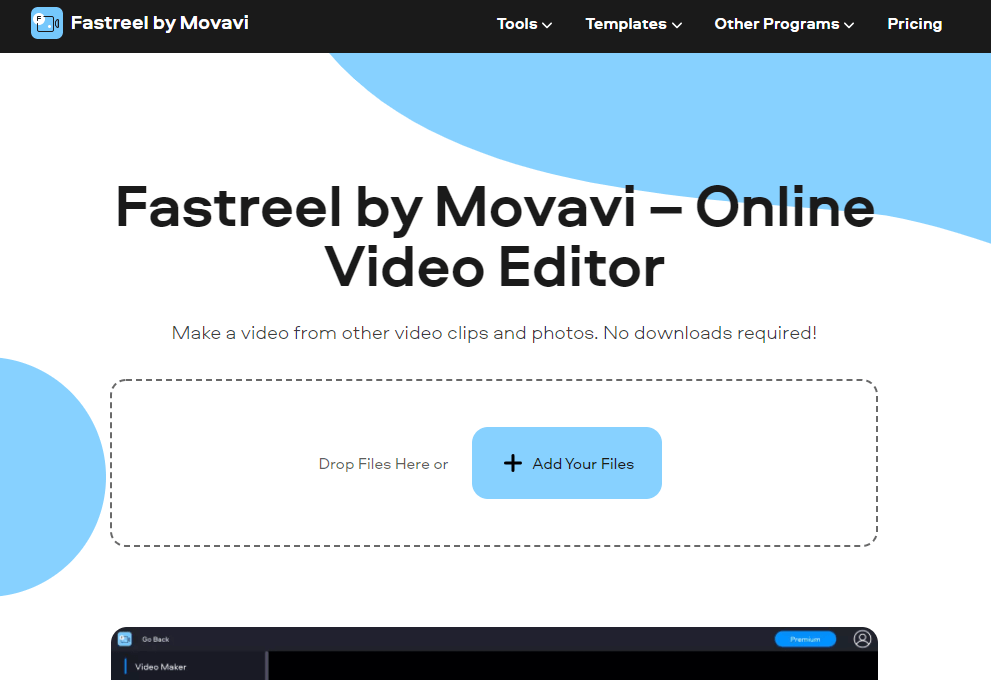 Fastreel by Movavi
Tools
Templates
Other Programs
Pricing
Fastreel by Movavi – Online
Video Editor
Make a video from other video clips and photos. No downloads required!
Drop Files Here or
Add Your Files
Go Back
Premium
Video Maker